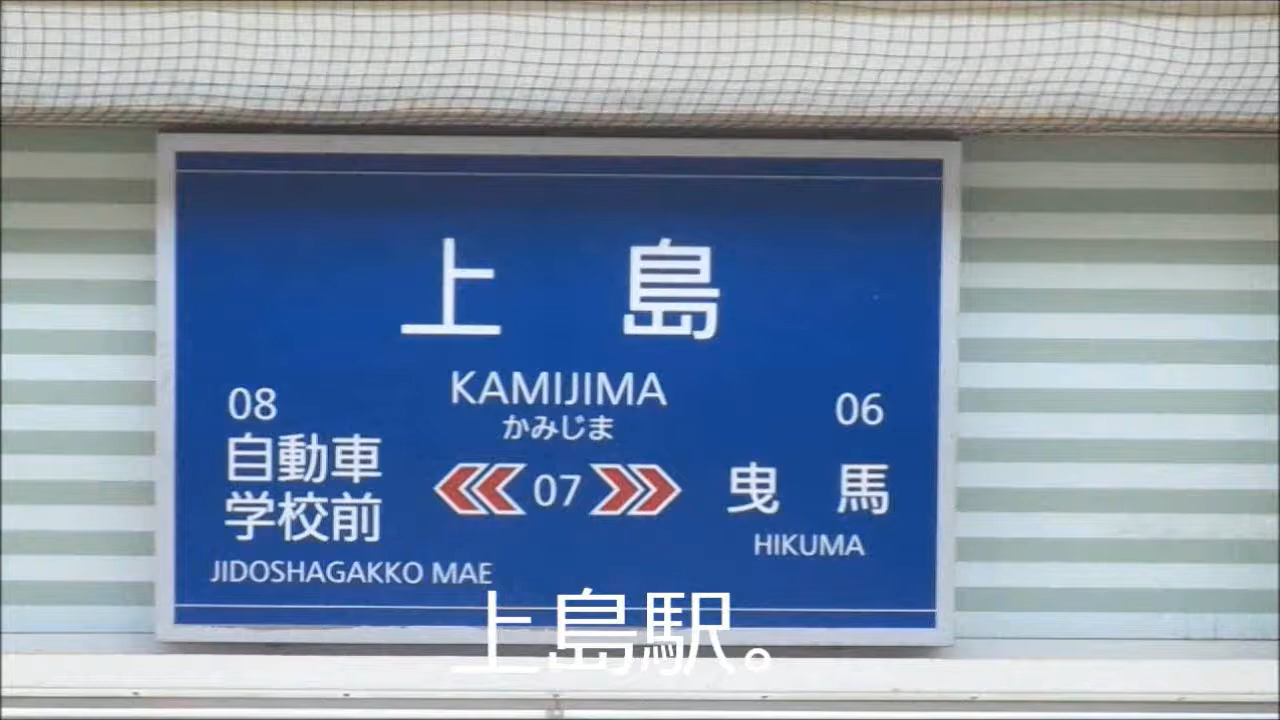 上島
KAMIJIMA
かみじま
07
08
自動車
学校前
JIDOSHAGAKKO MAE
06
曳馬
HIKUMA
上島駅。